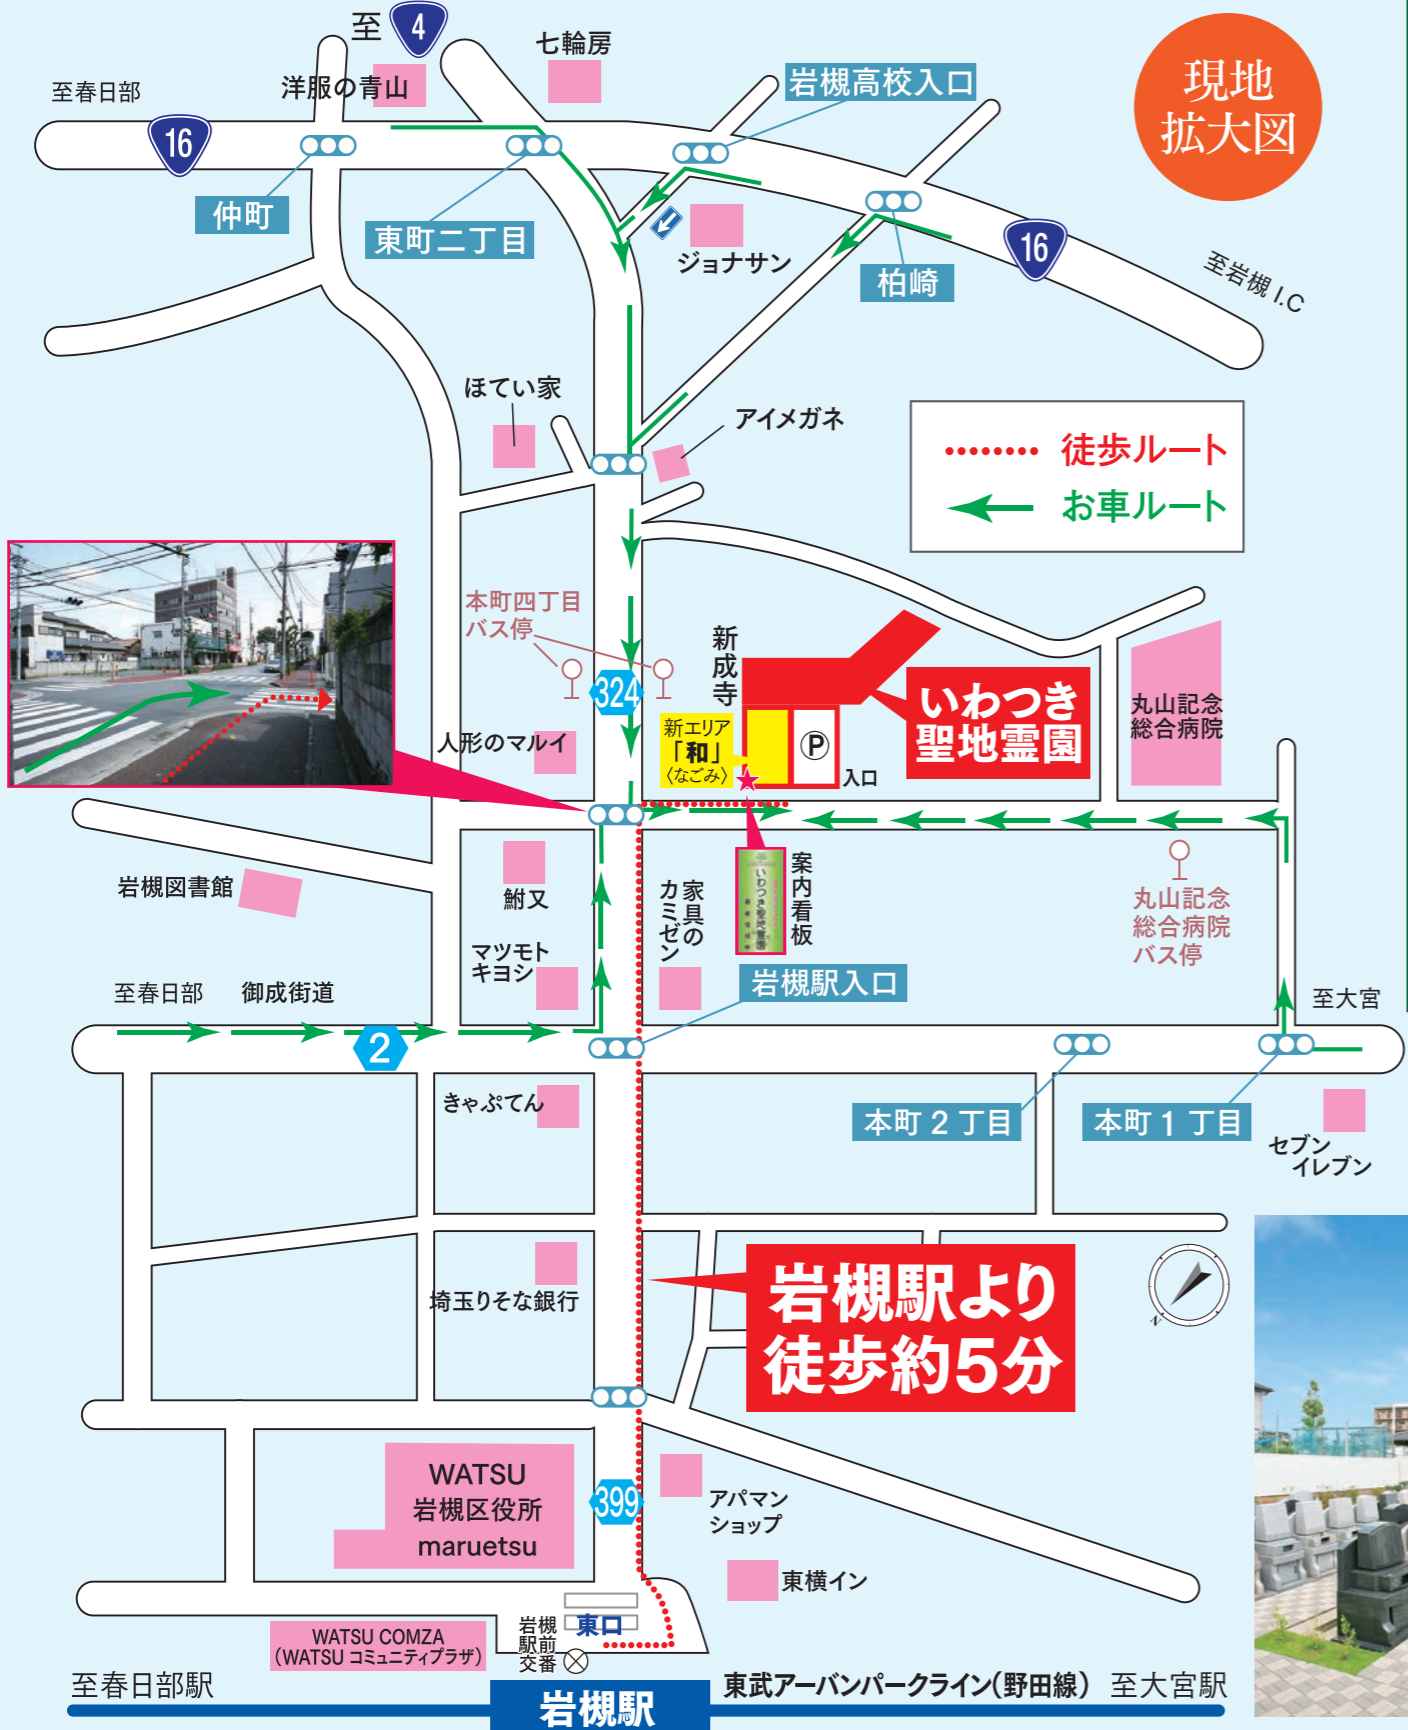 現地
拡大図
至
4
七輪房
洋服の青山
至春日部
岩槻高校入口
16
仲町
東町二丁目
ジョナサン
柏崎
16
至岩槻 I.C
ほてい家
アイメガネ
徒歩ルート
お車ルート
本町四丁目
バス停
324
新成寺
いわつき
聖地霊園
丸山記念
総合病院
新エリア
「和」
〈なごみ〉
P
入口
人形のマルイ
岩槻図書館
鮒又
マツモト
キヨシ
家具の
カミゼン
いわつき聖地霊園
案内看板
丸山記念
総合病院
バス停
岩槻駅入口
至春日部
御成街道
至大宮
2
きゃぷてん
本町 2 丁目
本町 1 丁目
セブン
イレブン
埼玉りそな銀行
岩槻駅より
徒歩約5分
N
WATSU
岩槻区役所
maruetsu
399
アパマン
ショップ
東横イン
WATSU COMZA
(WATSU コミュニティプラザ)
岩槻
駅前
交番
東口
至春日部駅
岩槻駅
東武アーバンパークライン(野田線)
至大宮駅